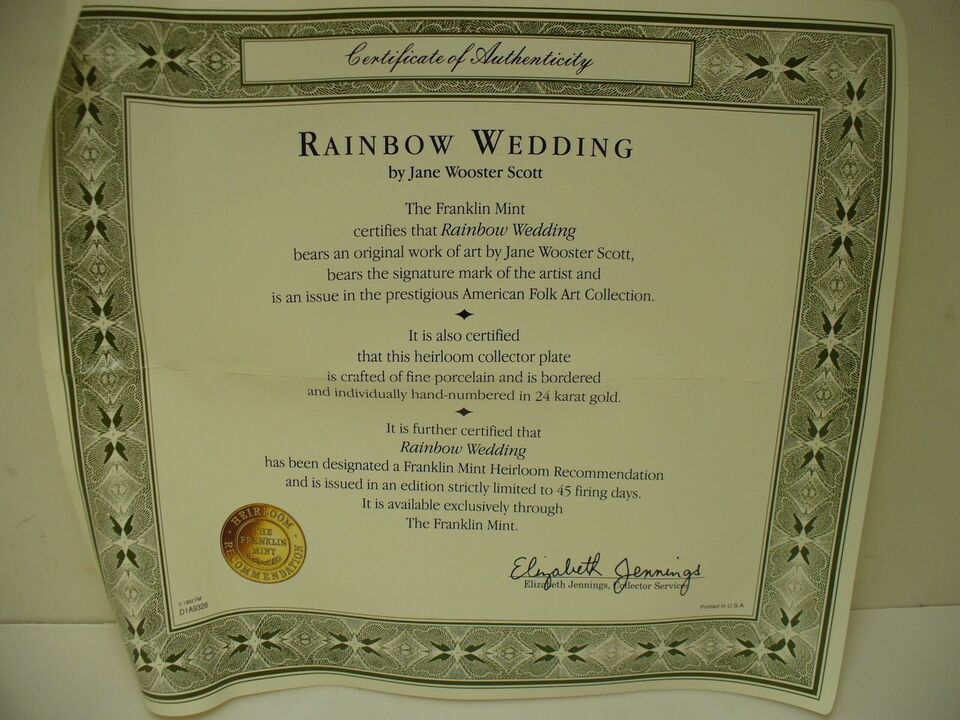 Certificate of Authenticity
RAINBOW WEDDING
by Jane Wooster Scott
The Franklin Mint
certifies that Rainbow Wedding
bears an original work of art by Jane Wooster Scott,
bears the signature mark of the artist and
is an issue in the prestigious American Folk Art Collection.
It is also certified
that this heirloom collector plate
is crafted of fine porcelain and is bordered
and individually hand-numbered in 24 karat gold.
It is further certified that
Rainbow Wedding
has been designated a Franklin Mint Heirloom Recommendation
and is issued in an edition strictly limited to 45 firing days.
It is available exclusively through
The Franklin Mint.
HEIRLOOM
THE
FRANKLIN
MINT
RECOMMENDATION
Elizabeth Jennings
Elizabeth Jennings, Collector Services
FM
D1A9328
Printed in U.S.A.